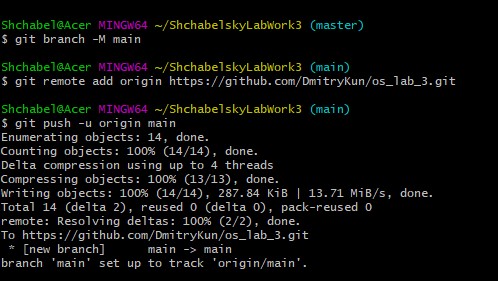 Shchabel@Acer MINGW64 ~/ShchabelskyLabWork3 (master)
$ git branch -M main
Shchabel@Acer MINGW64 ~/ShchabelskyLabWork3 (main)
$ git remote add origin https://github.com/DmitryKun/os_lab_3.git
Shchabel@Acer MINGW64 ~/ShchabelskyLabWork3 (main)
$ git push -u origin main
Enumerating objects: 14, done.
Counting objects: 100% (14/14), done.
Delta compression using up to 4 threads
Compressing objects: 100% (13/13), done.
Writing objects: 100% (14/14), 287.84 KiB | 13.71 MiB/s, done.
Total 14 (delta 2), reused 0 (delta 0), pack-reused 0
remote: Resolving deltas: 100% (2/2), done.
To https://github.com/DmitryKun/os_lab_3.git
 * [new branch]      main -> main
branch 'main' set up to track 'origin/main'.